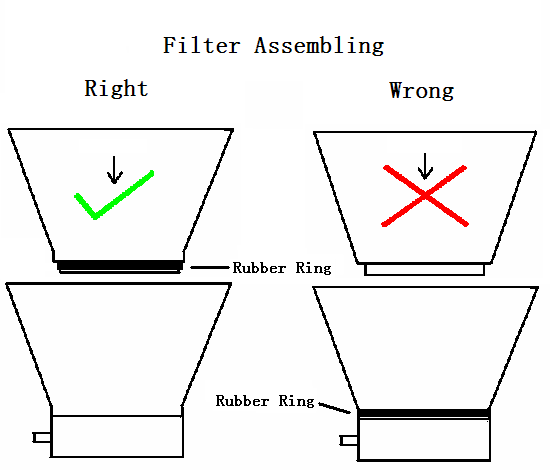 Filter Assembling
Right
Wrong
Rubber Ring
Rubber Ring